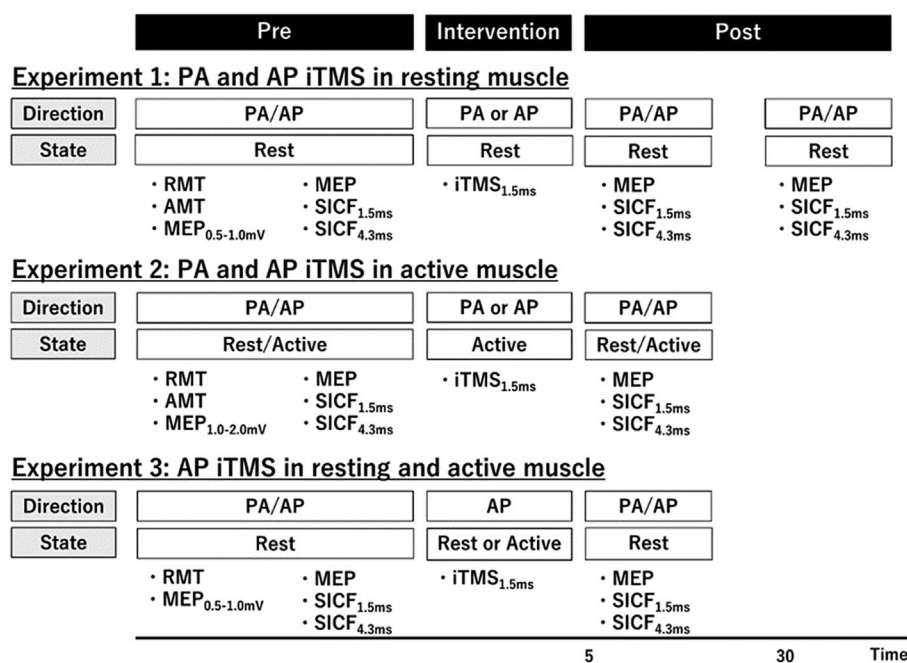 Pre Intervention Post
Experiment 1: PA and AP iTMS in resting muscle
Direction PA/AP PA or AP PA/AP PA/AP
State Rest Rest Rest Rest
・RMT ・MEP ・iTMS1.5ms ・MEP ・MEP
・AMT ・SICF1.5ms ・SICF1.5ms ・SICF1.5ms
・MEP0.5-1.0mV ・SICF4.3ms ・SICF4.3ms ・SICF4.3ms
Experiment 2: PA and AP iTMS in active muscle
Direction PA/AP PA or AP PA/AP
State Rest/Active Active Rest/Active
・RMT ・MEP ・iTMS1.5ms ・MEP
・AMT ・SICF1.5ms ・SICF1.5ms
・MEP1.0-2.0mV ・SICF4.3ms ・SICF4.3ms
Experiment 3: AP iTMS in resting and active muscle
Direction PA/AP AP PA/AP
State Rest Rest or Active Rest
・RMT ・MEP ・iTMS1.5ms ・MEP
・MEP0.5-1.0mV ・SICF1.5ms ・SICF1.5ms
・SICF4.3ms ・SICF4.3ms
5 30 Time